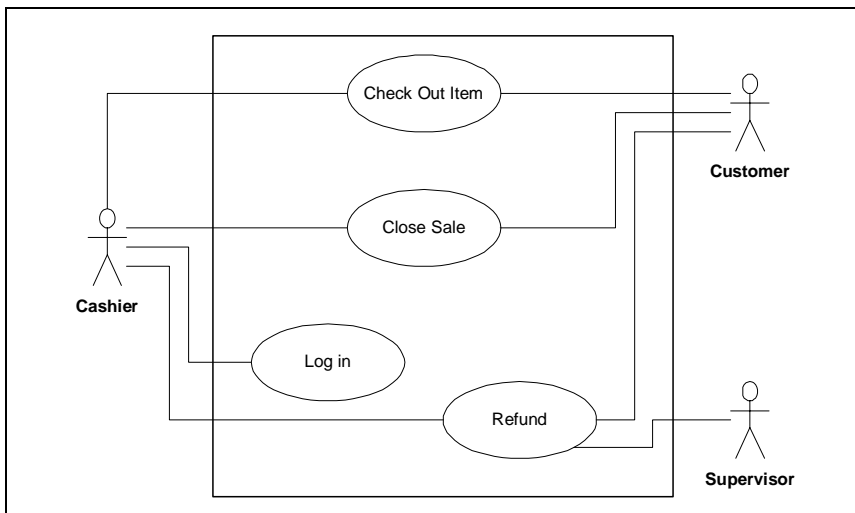 Check Out Item
Customer
Close Sale
Cashier
Log in
Refund
Supervisor